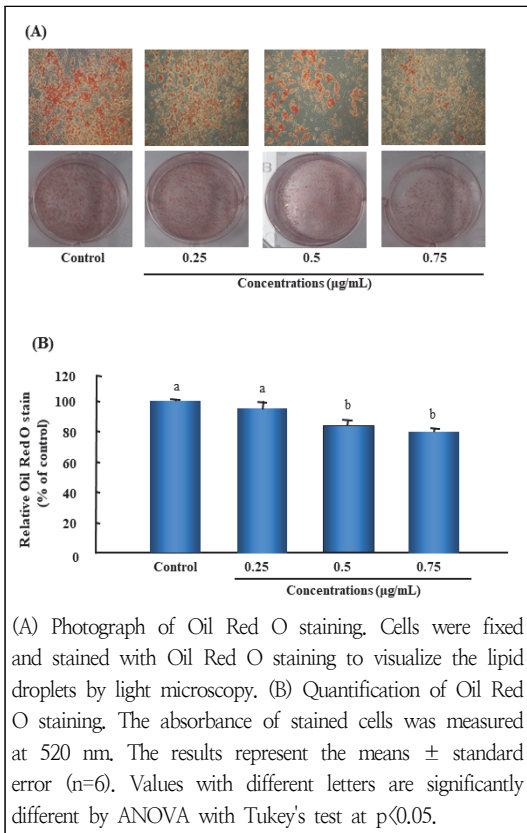 (A)
Control 0.25 0.5 0.75
Concentrations (µg/mL)
(B)
Relative Oil Red O stain
(% of control)
120
100
80
60
40
20
0
a a b b
Control 0.25 0.5 0.75
Concentrations (µg/mL)
(A) Photograph of Oil Red O staining. Cells were fixed
and stained with Oil Red O staining to visualize the lipid
droplets by light microscopy. (B) Quantification of Oil Red
O staining. The absorbance of stained cells was measured
at 520 nm. The results represent the means ± standard
error (n=6). Values with different letters are significantly
different by ANOVA with Tukey's test at p<0.05.